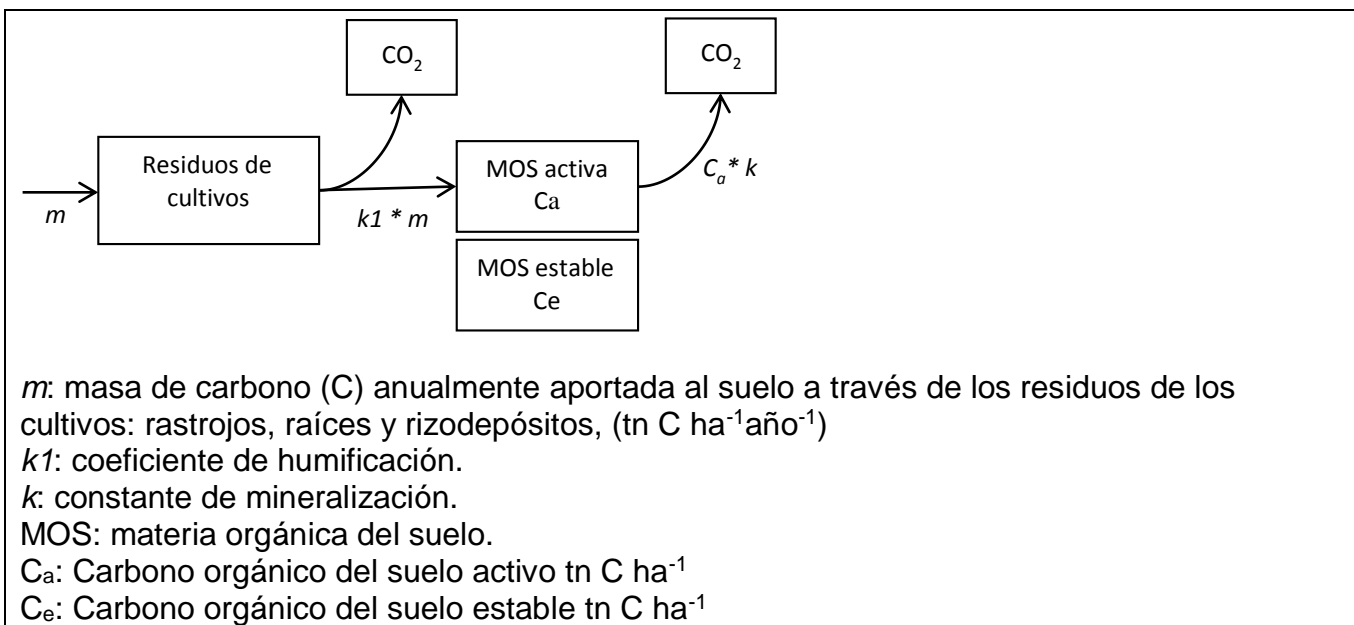 CO2
CO2
Residuos de
cultivos
MOS activa
Ca
Ca * k
m
k1 * m
MOS estable
Ce
m: masa de carbono (C) anualmente aportada al suelo a través de los residuos de los
cultivos: rastrojos, raíces y rizodepósitos, (tn C ha-1año-1)
k1: coeficiente de humificación.
k: constante de mineralización.
MOS: materia orgánica del suelo.
Ca: Carbono orgánico del suelo activo tn C ha-1
Ce: Carbono orgánico del suelo estable tn C ha-1